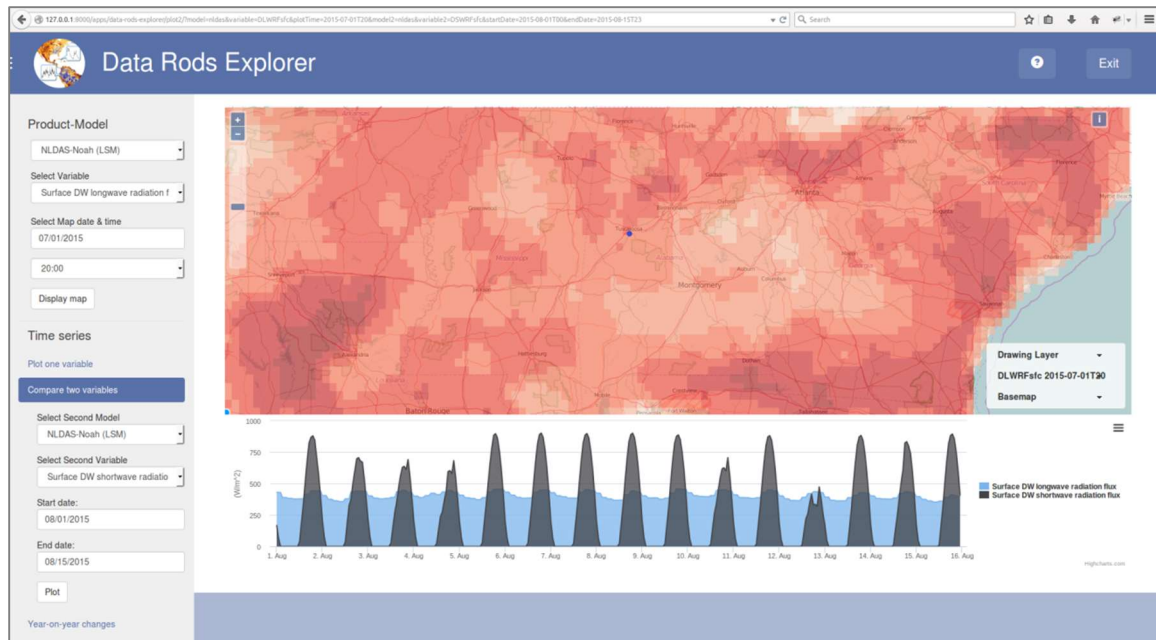 127.0.0.1:8000/apps/data-rods-explorer/plot2/?model=nldas&variable=DLWRFsfc&plotTime=2015-07-01T20&model2=nldas&variable2=DSWRFsfc&startDate=2015-08-01T00&endDate=2015-08-15T23
Search
Data Rods Explorer
?
Exit
Product-Model
NLDAS-Noah (LSM)
Select Variable
Surface DW longwave radiation f
Select Map date & time
07/01/2015
20:00
Display map
Time series
Plot one variable
Compare two variables
Select Second Model
NLDAS-Noah (LSM)
Select Second Variable
Surface DW shortwave radiatio
Start date:
08/01/2015
End date:
08/15/2015
Plot
Year-on-year changes
+
−
i
Atlanta
Tuscaloosa
Montgomery
Baton Rouge
Drawing Layer
DLWRFsfc 2015-07-01T20
Basemap
(W/m^2)
1000
750
500
250
0
1. Aug 2. Aug 3. Aug 4. Aug 5. Aug 6. Aug 7. Aug 8. Aug 9. Aug 10. Aug 11. Aug 12. Aug 13. Aug 14. Aug 15. Aug 16. Aug
Surface DW longwave radiation flux
Surface DW shortwave radiation flux
Highcharts.com